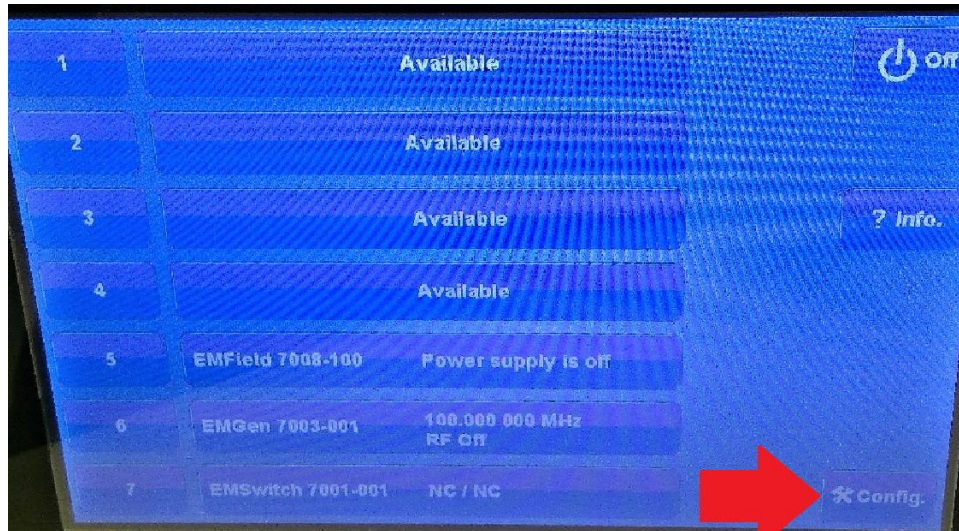 1 Available Off
2 Available
3 Available ? Info.
4 Available
5 EMField 7008-100 Power supply is off
6 EMGen 7003-001 100.000 000 MHz
RF Off
7 EMSwitch 7001-001 NC / NC Config.